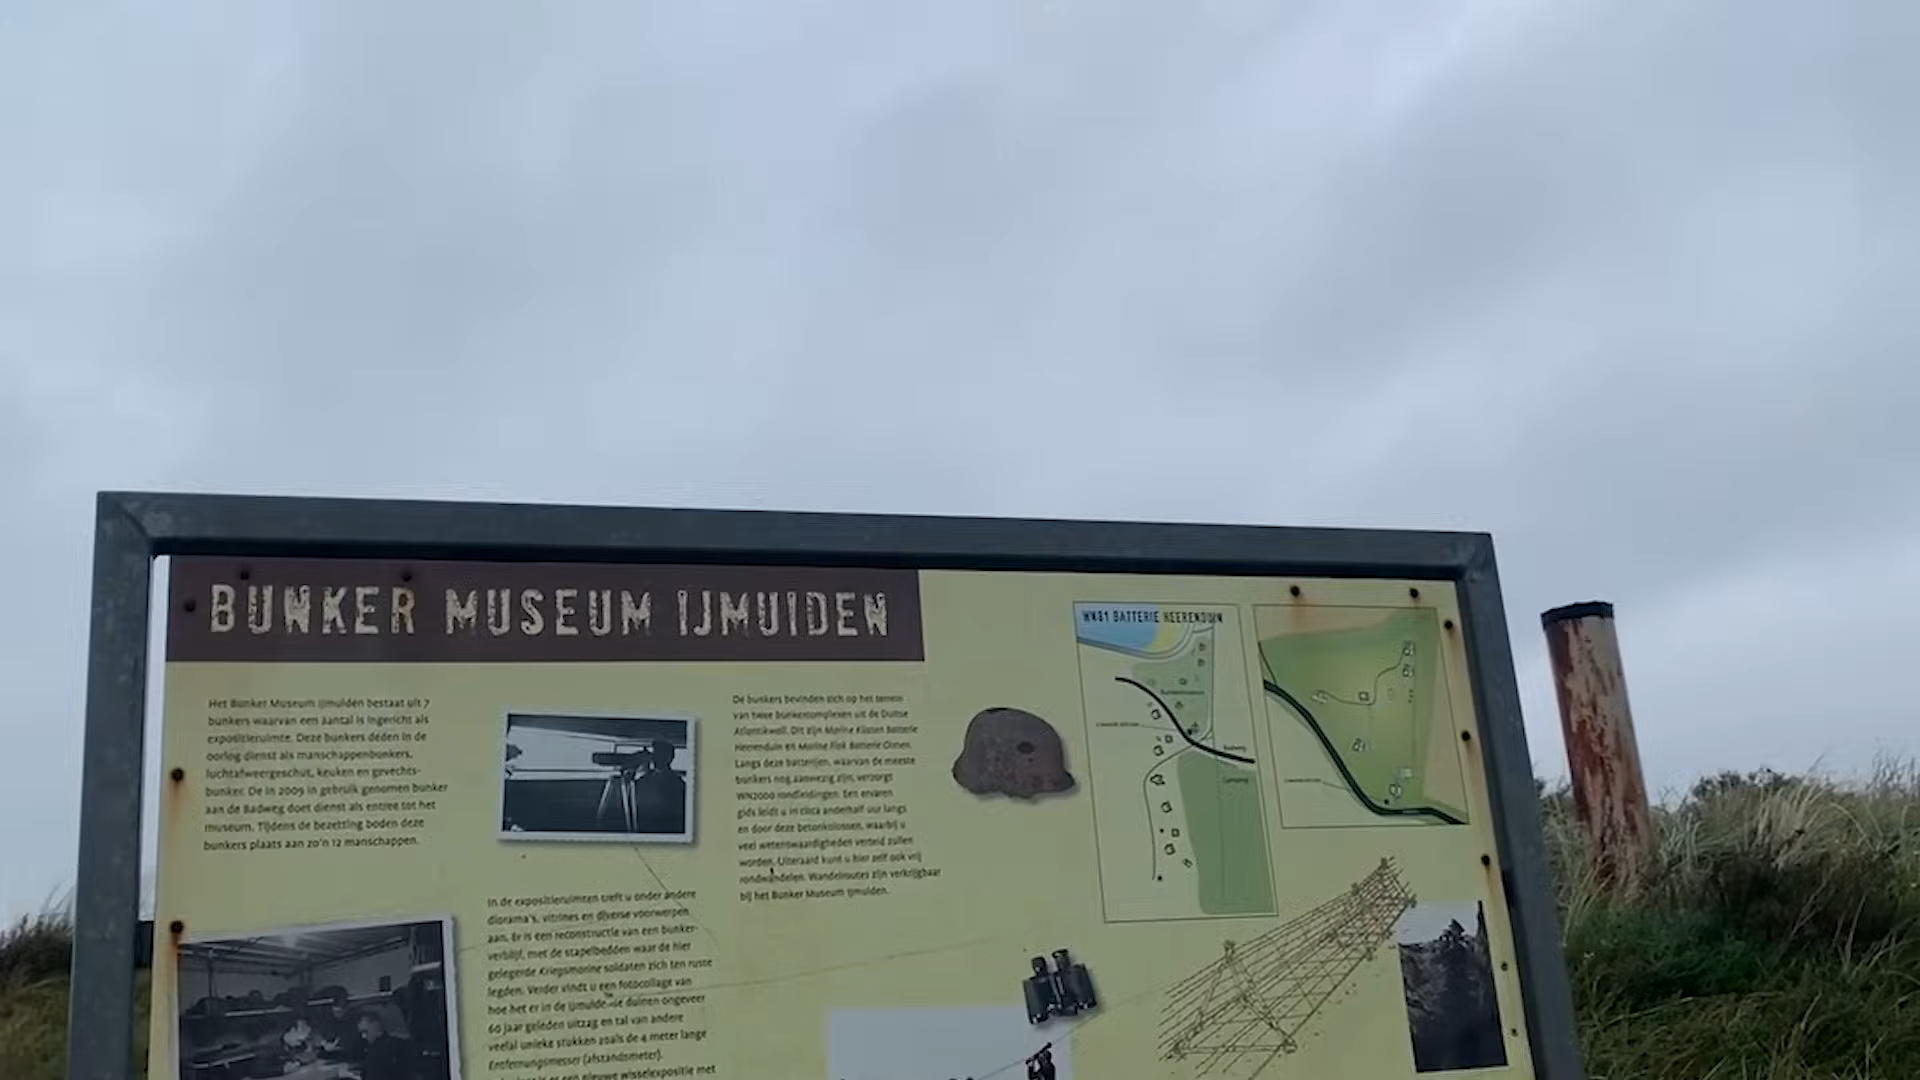 BUNKER MUSEUM IJMUIDEN
Het Bunker Museum IJmuiden bestaat uit 7
bunkers waarvan een aantal is ingericht als
expositieruimte. Deze bunkers deden in de
oorlog dienst als manschappenbunkers,
luchtafweergeschut, keuken en gevechts-
bunker. De in 2009 in gebruik genomen bunker
aan de Badweg doet dienst als entree tot het
museum. Tijdens de bezetting boden deze
bunkers plaats aan zo'n 12 manschappen.
In de expositieruimten treft u onder andere
diorama's, vitrines en diverse voorwerpen
aan. Er is een reconstructie van een bunker-
verblijf, met de stapelbedden waar de hier
gelegerde Kriegsmarine soldaten zich ten ruste
legden. Verder vindt u een fotocollage van
hoe het er in de IJmuidense duinen ongeveer
60 jaar geleden uitzag en tal van andere
veelal unieke stukken zoals de 4 meter lange
Entfernungsmesser (afstandsmeter).
is er een nieuwe wisselexpositie met
De bunkers bevinden zich op het terrein
van twee bunkercomplexen uit de Duitse
Atlantikwall. Dit zijn Marine Küsten Batterie
Heerenduin en Marine Flak Batterie Olmen.
Langs deze batterijen, waarvan de meeste
bunkers nog aanwezig zijn, verzorgt
WN2000 rondleidingen. Een ervaren
gids leidt u in circa anderhalf uur langs
en door deze betonkolossen, waarbij u
veel wetenswaardigheden verteld zullen
worden. Uiteraard kunt u hier zelf ook vrij
rondwandelen. Wandelroutes zijn verkrijgbaar
bij het Bunker Museum IJmuiden.
WN81 BATTERIE HEERENDUIN
Bunkermuseum
Badweg
Camping